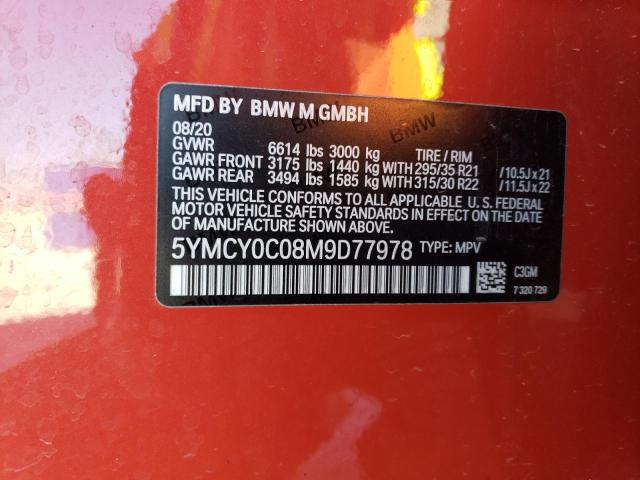 MFD BY BMW M GMBH
08/20
GVWR 6614 lbs 3000 kg TIRE / RIM
GAWR FRONT 3175 lbs 1440 kg WITH 295/35 R21 /10.5J x 21
GAWR REAR 3494 lbs 1585 kg WITH 315/30 R22 /11.5J x 22
THIS VEHICLE CONFORMS TO ALL APPLICABLE U. S. FEDERAL
MOTOR VEHICLE SAFETY STANDARDS IN EFFECT ON THE DATE
OF MANUFACTURE SHOWN ABOVE.
5YMCY0C08M9D77978 TYPE: MPV
C3GM
7 320 729
BMW
BMW